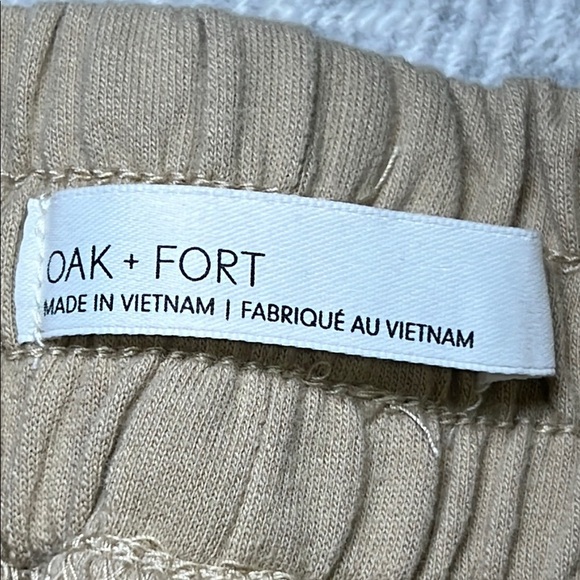 OAK + FORT
MADE IN VIETNAM | FABRIQUÉ AU VIETNAM